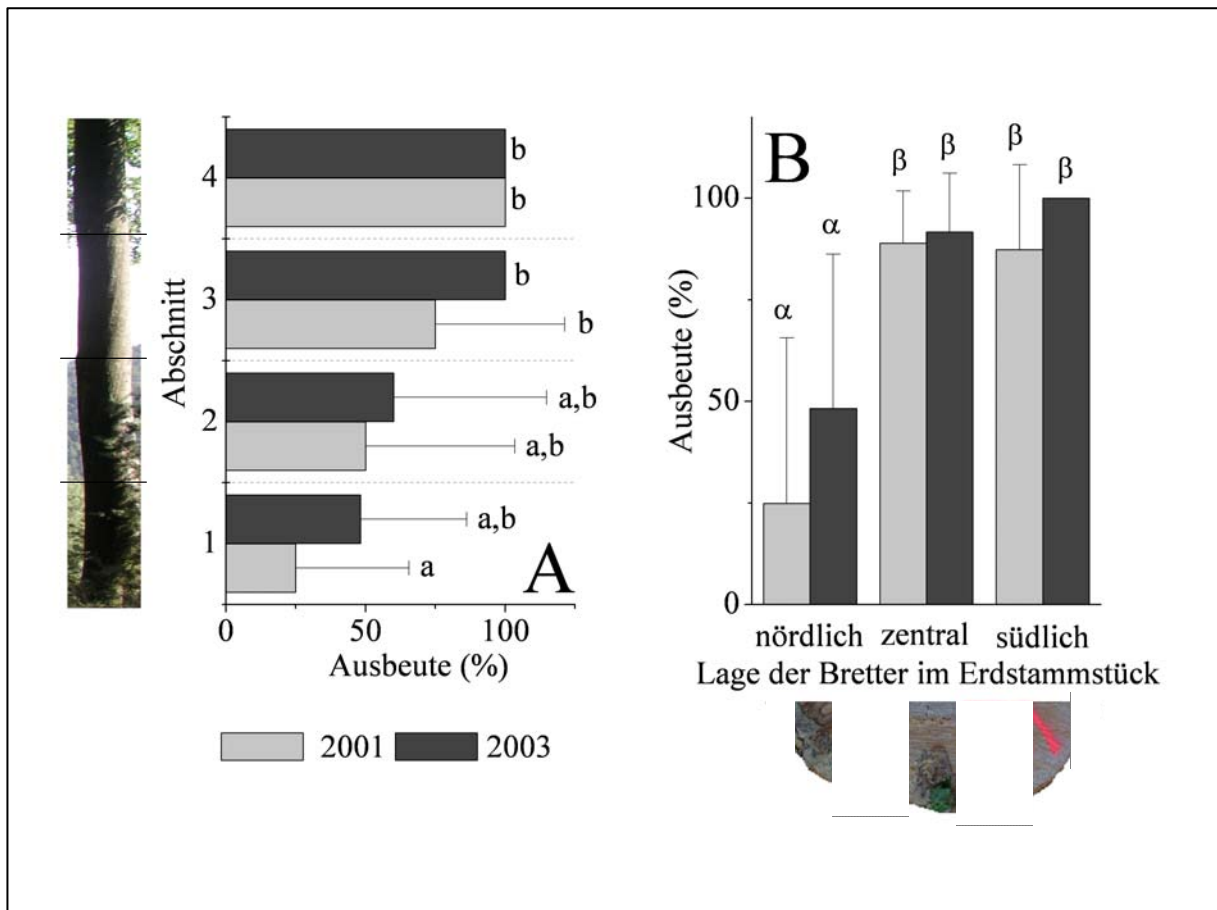 Abschnitt
4
3
2
1
b
b
b
b
a,b
a,b
a,b
a
A
0
50
100
Ausbeute (%)
2001
2003
B
Ausbeute (%)
100
50
0
α
α
β
β
β
β
nördlich
zentral
südlich
Lage der Bretter im Erdstammstück